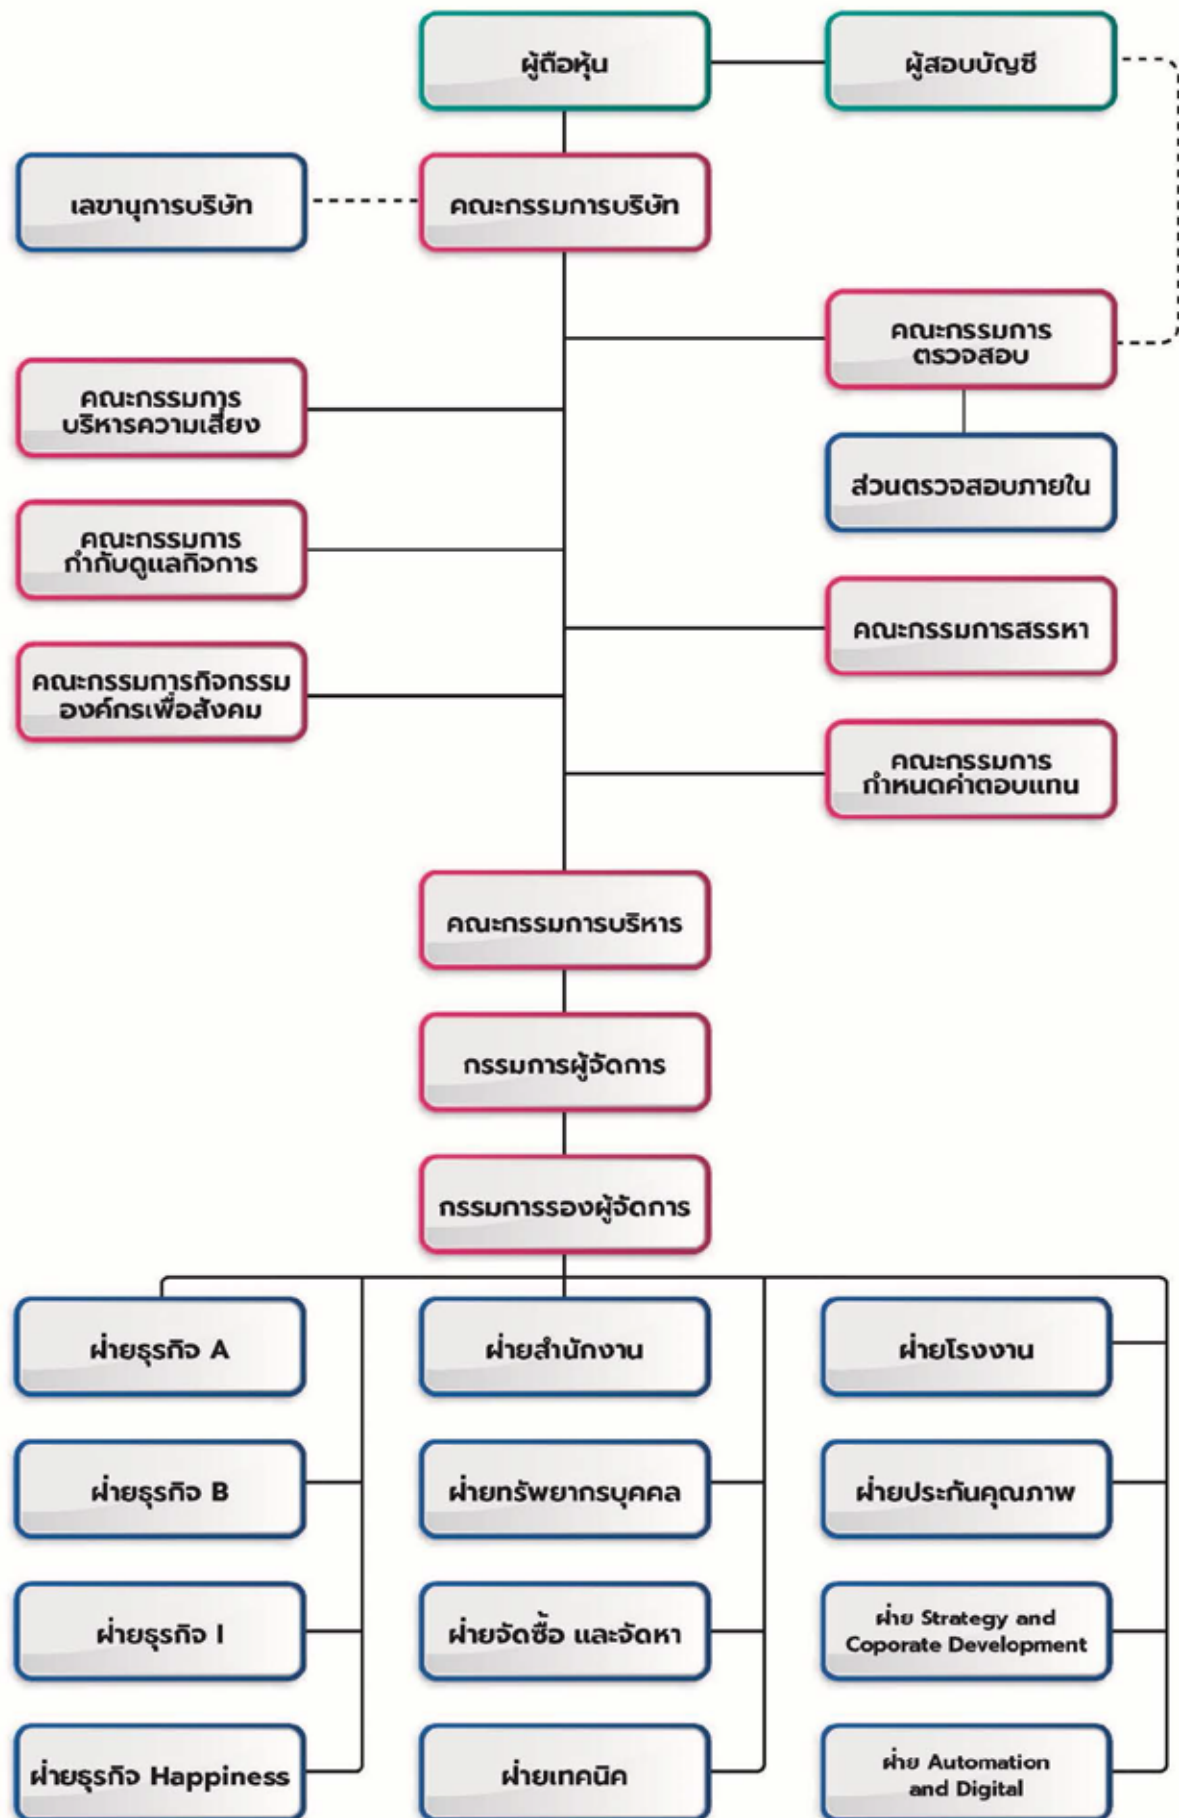 ผู้ถือหุ้น
ผู้สอบบัญชี
เลขานุการบริษัท
คณะกรรมการบริษัท
คณะกรรมการ
ตรวจสอบ
คณะกรรมการ
บริหารความเสี่ยง
ส่วนตรวจสอบภายใน
คณะกรรมการ
กำกับดูแลกิจการ
คณะกรรมการสรรหา
คณะกรรมการกิจกรรม
องค์กรเพื่อสังคม
คณะกรรมการ
กำหนดค่าตอบแทน
คณะกรรมการบริหาร
กรรมการผู้จัดการ
กรรมการรองผู้จัดการ
ฝ่ายธุรกิจ A
ฝ่ายสำนักงาน
ฝ่ายโรงงาน
ฝ่ายธุรกิจ B
ฝ่ายทรัพยากรบุคคล
ฝ่ายประกันคุณภาพ
ฝ่ายธุรกิจ I
ฝ่ายจัดซื้อ และจัดหา
ฝ่าย Strategy and
Coporate Development
ฝ่ายธุรกิจ Happiness
ฝ่ายเทคนิค
ฝ่าย Automation
and Digital